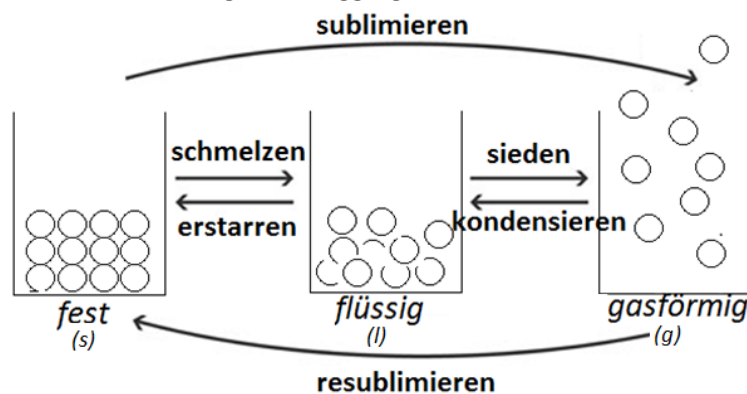 sublimieren
schmelzen
sieden
erstarren
kondensieren
fest
flüssig
gasförmig
(s)
(l)
(g)
resublimieren